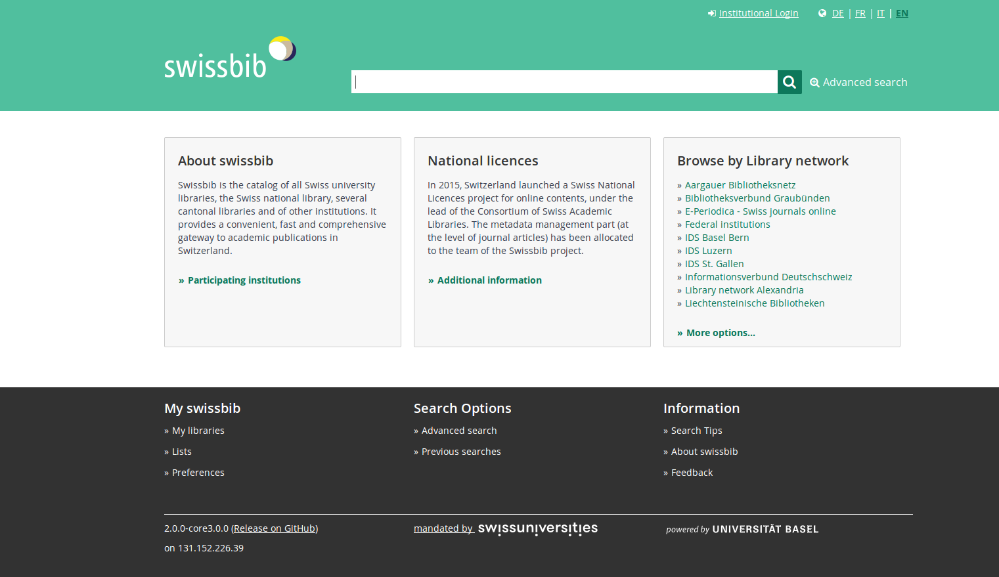 Institutional Login DE | FR | IT | EN
swissbib
Advanced search
About swissbib
Swissbib is the catalog of all Swiss university
libraries, the Swiss national library, several
cantonal libraries and of other institutions. It
provides a convenient, fast and comprehensive
gateway to academic publications in
Switzerland.
» Participating institutions
National licences
In 2015, Switzerland launched a Swiss National
Licences project for online contents, under the
lead of the Consortium of Swiss Academic
Libraries. The metadata management part (at
the level of journal articles) has been allocated
to the team of the Swissbib project.
» Additional information
Browse by Library network
» Aargauer Bibliotheksnetz
» Bibliotheksverbund Graubünden
» E-Periodica - Swiss journals online
» Federal institutions
» IDS Basel Bern
» IDS Luzern
» IDS St. Gallen
» Informationsverbund Deutschschweiz
» Library network Alexandria
» Liechtensteinische Bibliotheken
» More options...
My swissbib
» My libraries
» Lists
» Preferences
Search Options
» Advanced search
» Previous searches
Information
» Search Tips
» About swissbib
» Feedback
2.0.0-core3.0.0 (Release on GitHub)
on 131.152.226.39
mandated by swissuniversities
powered by UNIVERSITÄT BASEL